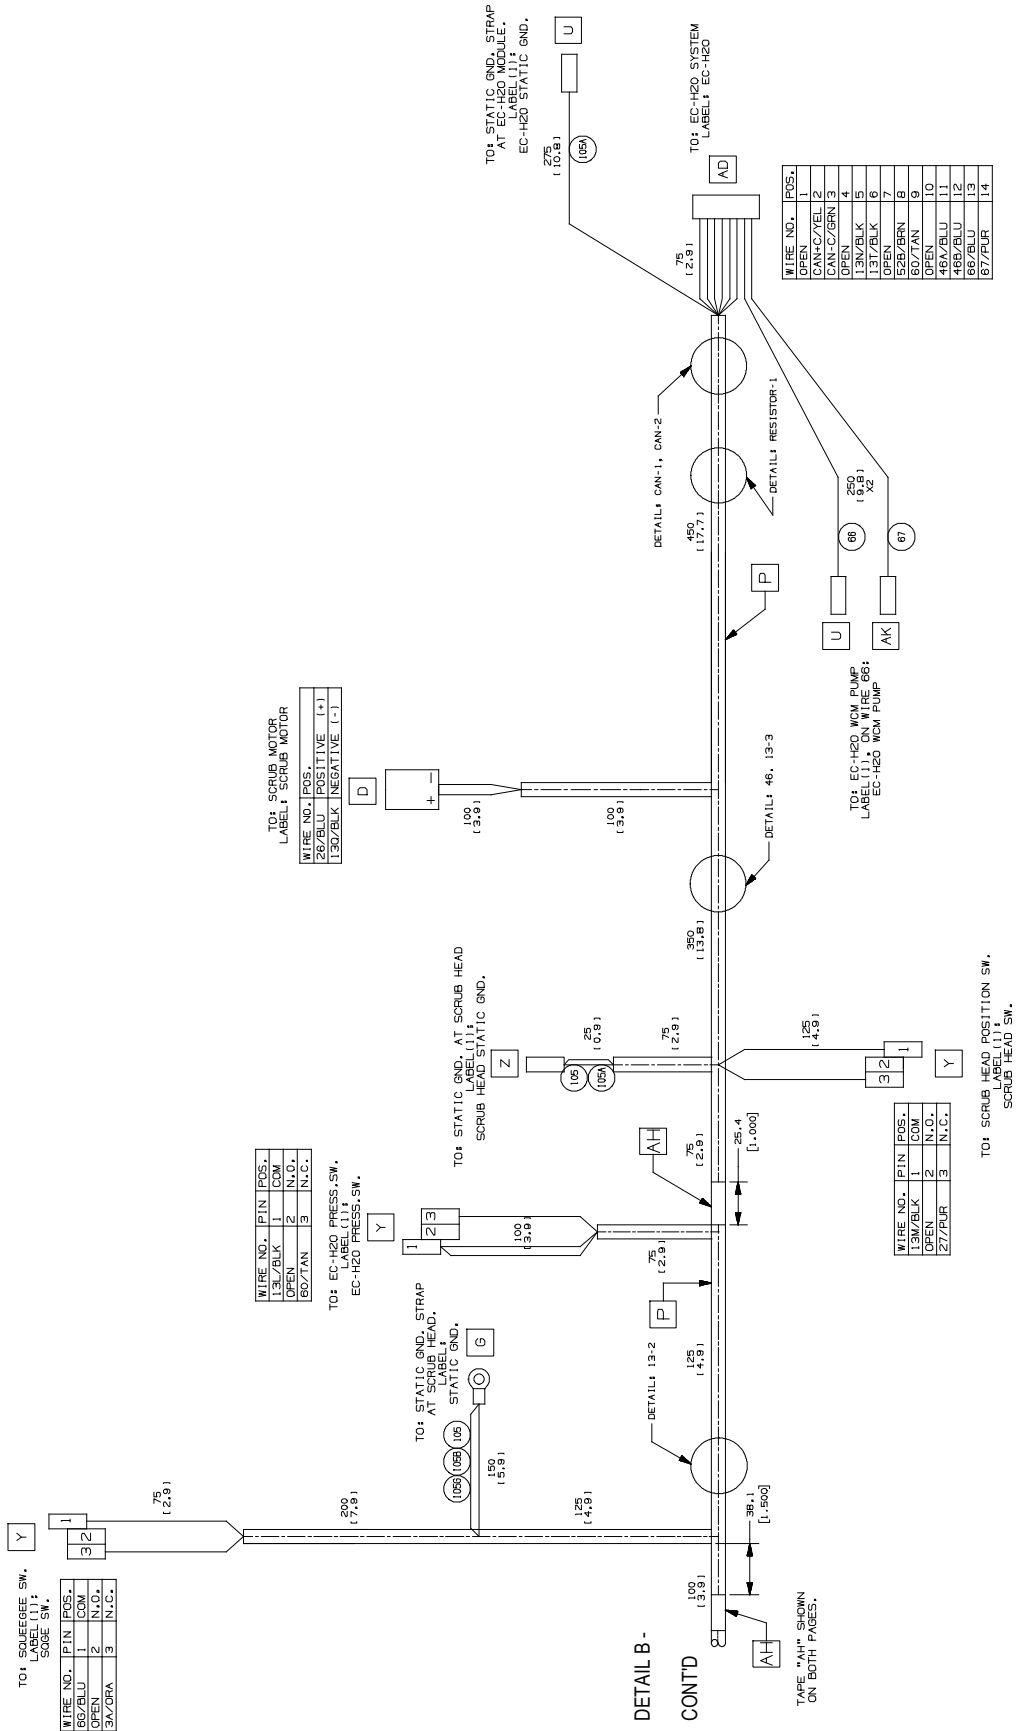 TO: SQUEEGEE SW.
LABEL(1):
SQGE SW.
WIRE NO. PIN POS.
6G/BLU 1 COM
OPEN 2 N.O.
3A/ORA 3 N.C.
Y
3 2 1
75
[2.9]
200
[7.9]
125
[4.9]
TO: STATIC GND. STRAP
AT SCRUB HEAD.
LABEL:
STATIC GND.
G
105G 105B 105
150
[5.9]
WIRE NO. PIN POS.
13L/BLK 1 COM
OPEN 2 N.O.
60/TAN 3 N.C.
TO: EC-H2O PRESS.SW.
LABEL(1):
EC-H2O PRESS.SW.
Y
1 2 3
100
[3.9]
75
[2.9]
TO: STATIC GND. AT SCRUB HEAD
LABEL(1):
SCRUB HEAD STATIC GND.
Z
105 105A
25
[0.9]
75
[2.9]
TO: SCRUB MOTOR
LABEL: SCRUB MOTOR
WIRE NO. POS.
26/BLU POSITIVE (+)
13Q/BLK NEGATIVE (-)
D
+ -
100
[3.9]
100
[3.9]
TO: STATIC GND. STRAP
AT EC-H2O MODULE.
LABEL(1):
EC-H2O STATIC GND.
U
275
[10.8]
105A
TO: EC-H2O SYSTEM
LABEL: EC-H2O
AD
75
[2.9]
WIRE NO. POS.
OPEN 1
CAN+C/YEL 2
CAN-C/GRN 3
OPEN 4
13N/BLK 5
13T/BLK 6
OPEN 7
52B/BRN 8
60/TAN 9
OPEN 10
46A/BLU 11
46B/BLU 12
66/BLU 13
67/PUR 14
DETAIL B -
CONT'D
100
[3.9]
AH
TAPE "AH" SHOWN
ON BOTH PAGES.
38.1
[1.500]
DETAIL: 13-2
125
[4.9]
P
AH
75
[2.9]
25.4
[1.000]
125
[4.9]
3 2 1
Y
WIRE NO. PIN POS.
13M/BLK 1 COM
OPEN 2 N.O.
27/PUR 3 N.C.
TO: SCRUB HEAD POSITION SW.
LABEL(1):
SCRUB HEAD SW.
350
[13.8]
DETAIL: 46, 13-3
P
450
[17.7]
DETAIL: CAN-1, CAN-2
DETAIL: RESISTOR-1
250
[9.8]
X2
66
67
U
AK
TO: EC-H2O WCM PUMP
LABEL(1), ON WIRE 66:
EC-H2O WCM PUMP